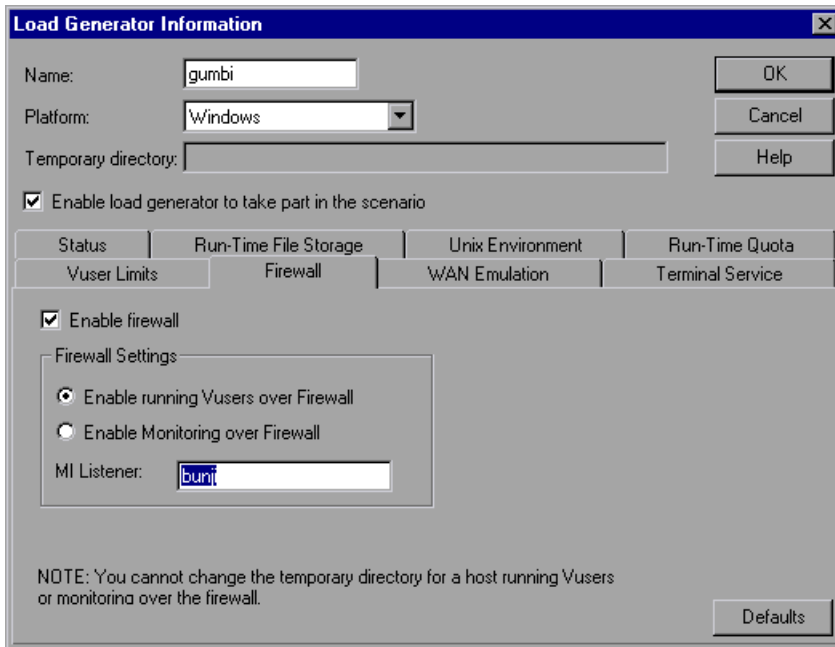 Load Generator Information
Name: gumbi OK
Platform: Windows Cancel
Temporary directory: Help
Enable load generator to take part in the scenario
Status Run-Time File Storage Unix Environment Run-Time Quota
Vuser Limits Firewall WAN Emulation Terminal Service
Enable firewall
Firewall Settings
Enable running Vusers over Firewall
Enable Monitoring over Firewall
MI Listener: bunji
NOTE: You cannot change the temporary directory for a host running Vusers
or monitoring over the firewall.
Defaults